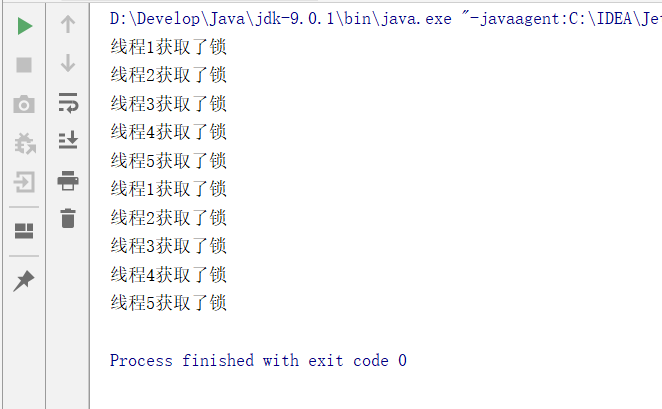 D:\Develop\Java\jdk-9.0.1\bin\java.exe "-javaagent:C:\IDEA\Jet
线程1获取了锁
线程2获取了锁
线程3获取了锁
线程4获取了锁
线程5获取了锁
线程1获取了锁
线程2获取了锁
线程3获取了锁
线程4获取了锁
线程5获取了锁
Process finished with exit code 0